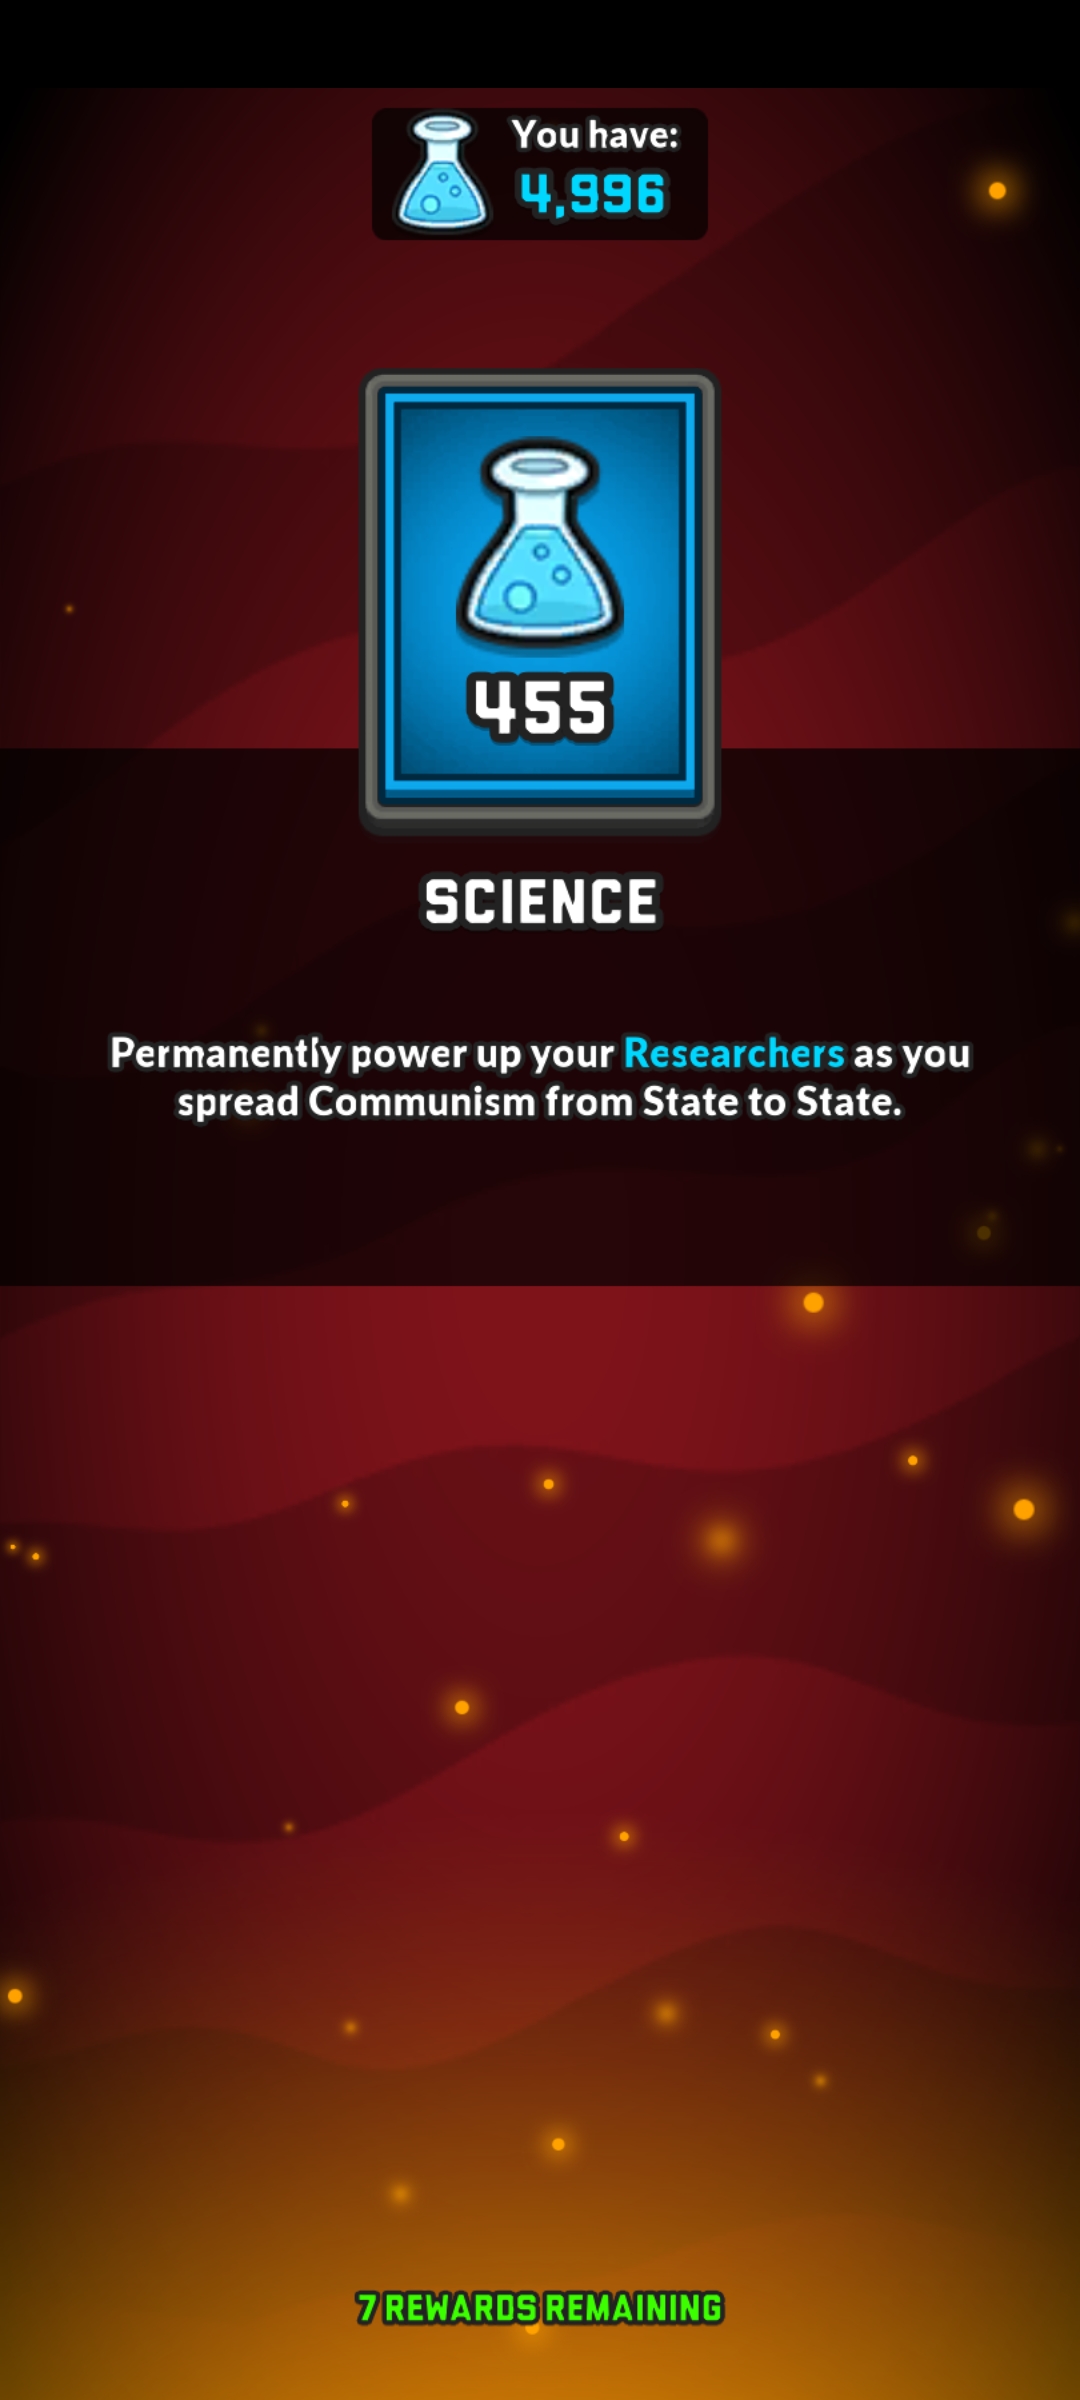 You have:
4,996
455
SCIENCE
Permanently power up your Researchers as you
spread Communism from State to State.
7 REWARDS REMAINING